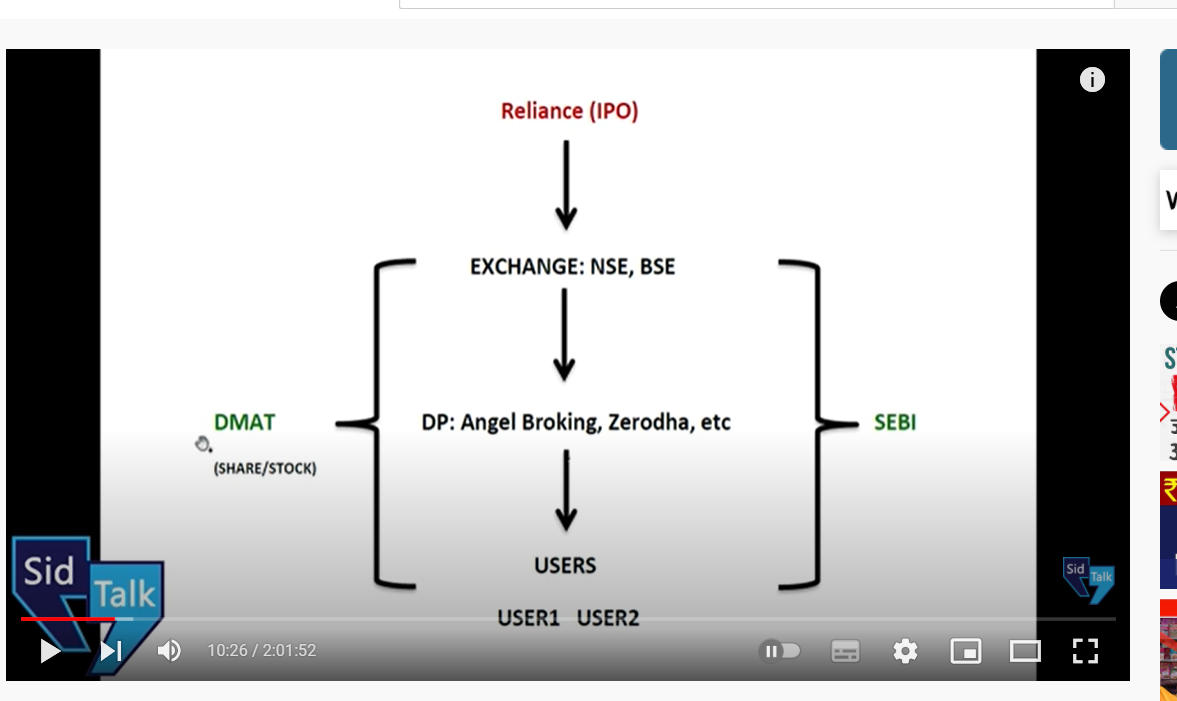 Reliance (IPO)
EXCHANGE: NSE, BSE
DMAT
(SHARE/STOCK)
DP: Angel Broking, Zerodha, etc
SEBI
USERS
USER1 USER2
Sid
Talk
Sid
Talk
10:26 / 2:01:52